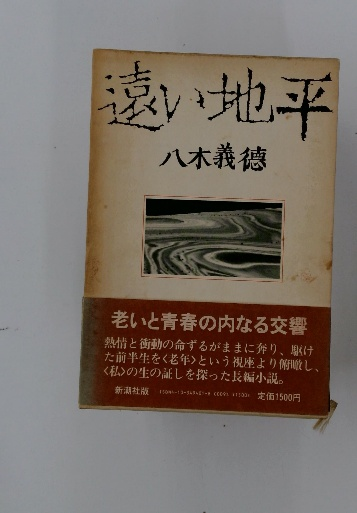 遠い地平
八木義徳
老いと青春の内なる交響
熱情と衝動の命ずるがままに奔り、駆け
た前半生を〈老年〉という視座より俯瞰し、
〈私〉の生の証しを探った長編小説。
新潮社版 定価1500円